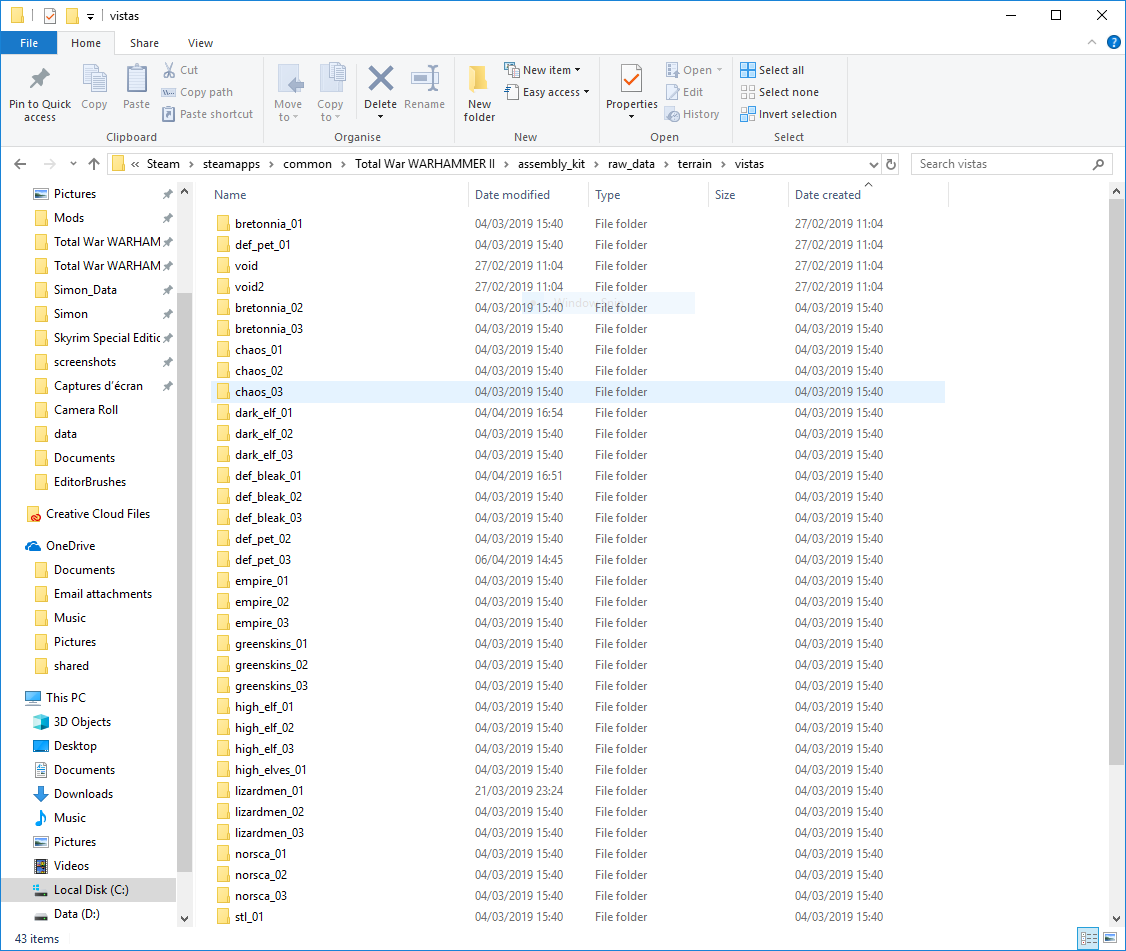 vistas
File Home Share View
Pin to Quick access
Copy
Paste
Cut
Copy path
Paste shortcut
Clipboard
Move to
Copy to
Delete
Rename
Organise
New folder
New item
Easy access
New
Properties
Open
Edit
History
Open
Select all
Select none
Invert selection
Select
« Steam › steamapps › common › Total War WARHAMMER II › assembly_kit › raw_data › terrain › vistas
Search vistas
Pictures
Mods
Total War WARHAM
Total War WARHAM
Simon_Data
Simon
Skyrim Special Editic
screenshots
Captures d'écran
Camera Roll
data
Documents
EditorBrushes
Creative Cloud Files
OneDrive
Documents
Email attachments
Music
Pictures
shared
This PC
3D Objects
Desktop
Documents
Downloads
Music
Pictures
Videos
Local Disk (C:)
Data (D:)
Name Date modified Type Size Date created
bretonnia_01 04/03/2019 15:40 File folder 27/02/2019 11:04
def_pet_01 04/03/2019 15:40 File folder 27/02/2019 11:04
void 27/02/2019 11:04 File folder 27/02/2019 11:04
void2 27/02/2019 11:04 File folder 27/02/2019 11:04
bretonnia_02 04/03/2019 15:40 File folder 04/03/2019 15:40
bretonnia_03 04/03/2019 15:40 File folder 04/03/2019 15:40
chaos_01 04/03/2019 15:40 File folder 04/03/2019 15:40
chaos_02 04/03/2019 15:40 File folder 04/03/2019 15:40
chaos_03 04/03/2019 15:40 File folder 04/03/2019 15:40
dark_elf_01 04/04/2019 16:54 File folder 04/03/2019 15:40
dark_elf_02 04/03/2019 15:40 File folder 04/03/2019 15:40
dark_elf_03 04/03/2019 15:40 File folder 04/03/2019 15:40
def_bleak_01 04/04/2019 16:51 File folder 04/03/2019 15:40
def_bleak_02 04/03/2019 15:40 File folder 04/03/2019 15:40
def_bleak_03 04/03/2019 15:40 File folder 04/03/2019 15:40
def_pet_02 04/03/2019 15:40 File folder 04/03/2019 15:40
def_pet_03 06/04/2019 14:45 File folder 04/03/2019 15:40
empire_01 04/03/2019 15:40 File folder 04/03/2019 15:40
empire_02 04/03/2019 15:40 File folder 04/03/2019 15:40
empire_03 04/03/2019 15:40 File folder 04/03/2019 15:40
greenskins_01 04/03/2019 15:40 File folder 04/03/2019 15:40
greenskins_02 04/03/2019 15:40 File folder 04/03/2019 15:40
greenskins_03 04/03/2019 15:40 File folder 04/03/2019 15:40
high_elf_01 04/03/2019 15:40 File folder 04/03/2019 15:40
high_elf_02 04/03/2019 15:40 File folder 04/03/2019 15:40
high_elf_03 04/03/2019 15:40 File folder 04/03/2019 15:40
high_elves_01 04/03/2019 15:40 File folder 04/03/2019 15:40
lizardmen_01 21/03/2019 23:24 File folder 04/03/2019 15:40
lizardmen_02 04/03/2019 15:40 File folder 04/03/2019 15:40
lizardmen_03 04/03/2019 15:40 File folder 04/03/2019 15:40
norsca_01 04/03/2019 15:40 File folder 04/03/2019 15:40
norsca_02 04/03/2019 15:40 File folder 04/03/2019 15:40
norsca_03 04/03/2019 15:40 File folder 04/03/2019 15:40
stl_01 04/03/2019 15:40 File folder 04/03/2019 15:40
43 items